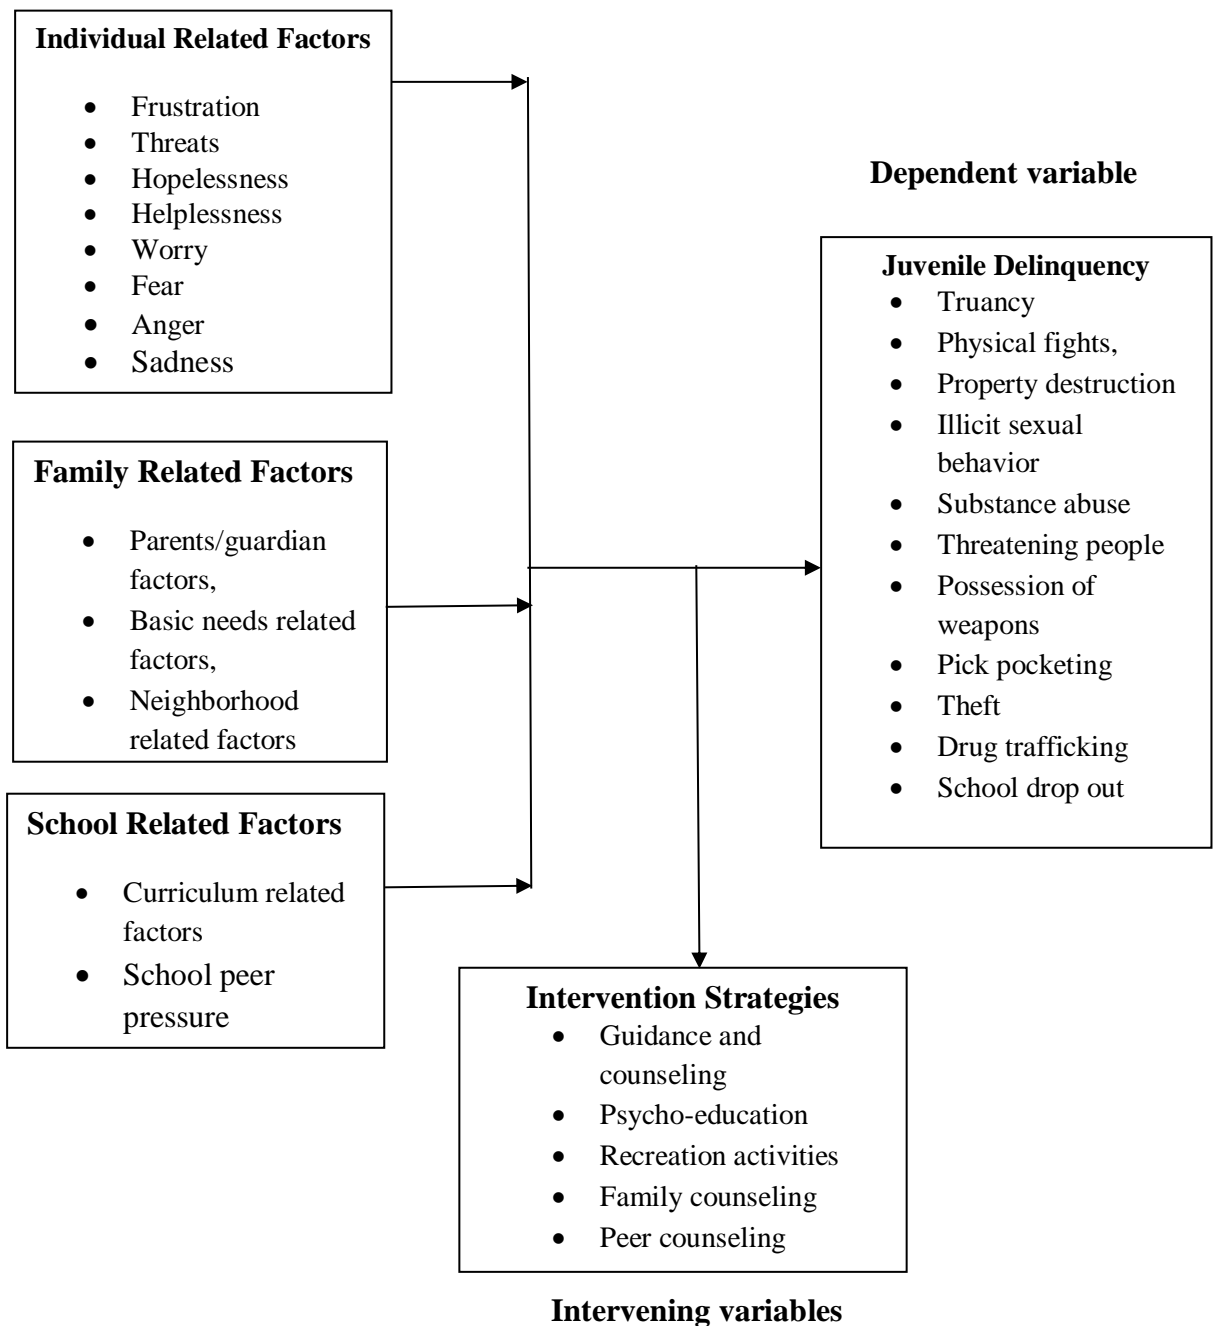 Individual Related Factors
• Frustration
• Threats
• Hopelessness
• Helplessness
• Worry
• Fear
• Anger
• Sadness
Family Related Factors
• Parents/guardian
factors,
• Basic needs related
factors,
• Neighborhood
related factors
School Related Factors
• Curriculum related
factors
• School peer
pressure
Dependent variable
Juvenile Delinquency
• Truancy
• Physical fights,
• Property destruction
• Illicit sexual
behavior
• Substance abuse
• Threatening people
• Possession of
weapons
• Pick pocketing
• Theft
• Drug trafficking
• School drop out
Intervention Strategies
• Guidance and
counseling
• Psycho-education
• Recreation activities
• Family counseling
• Peer counseling
Intervening variables